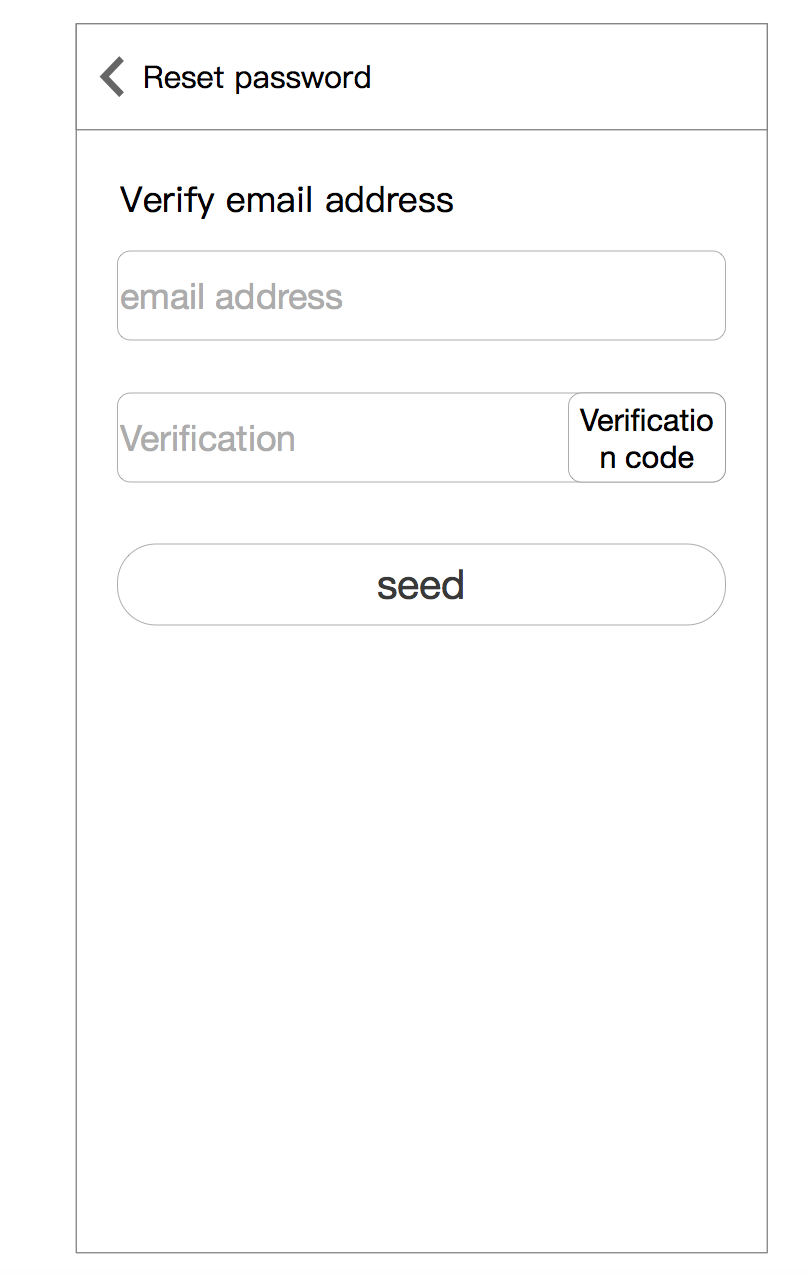 Reset password
Verify email address
email address
Verification
Verificatio
n code
seed